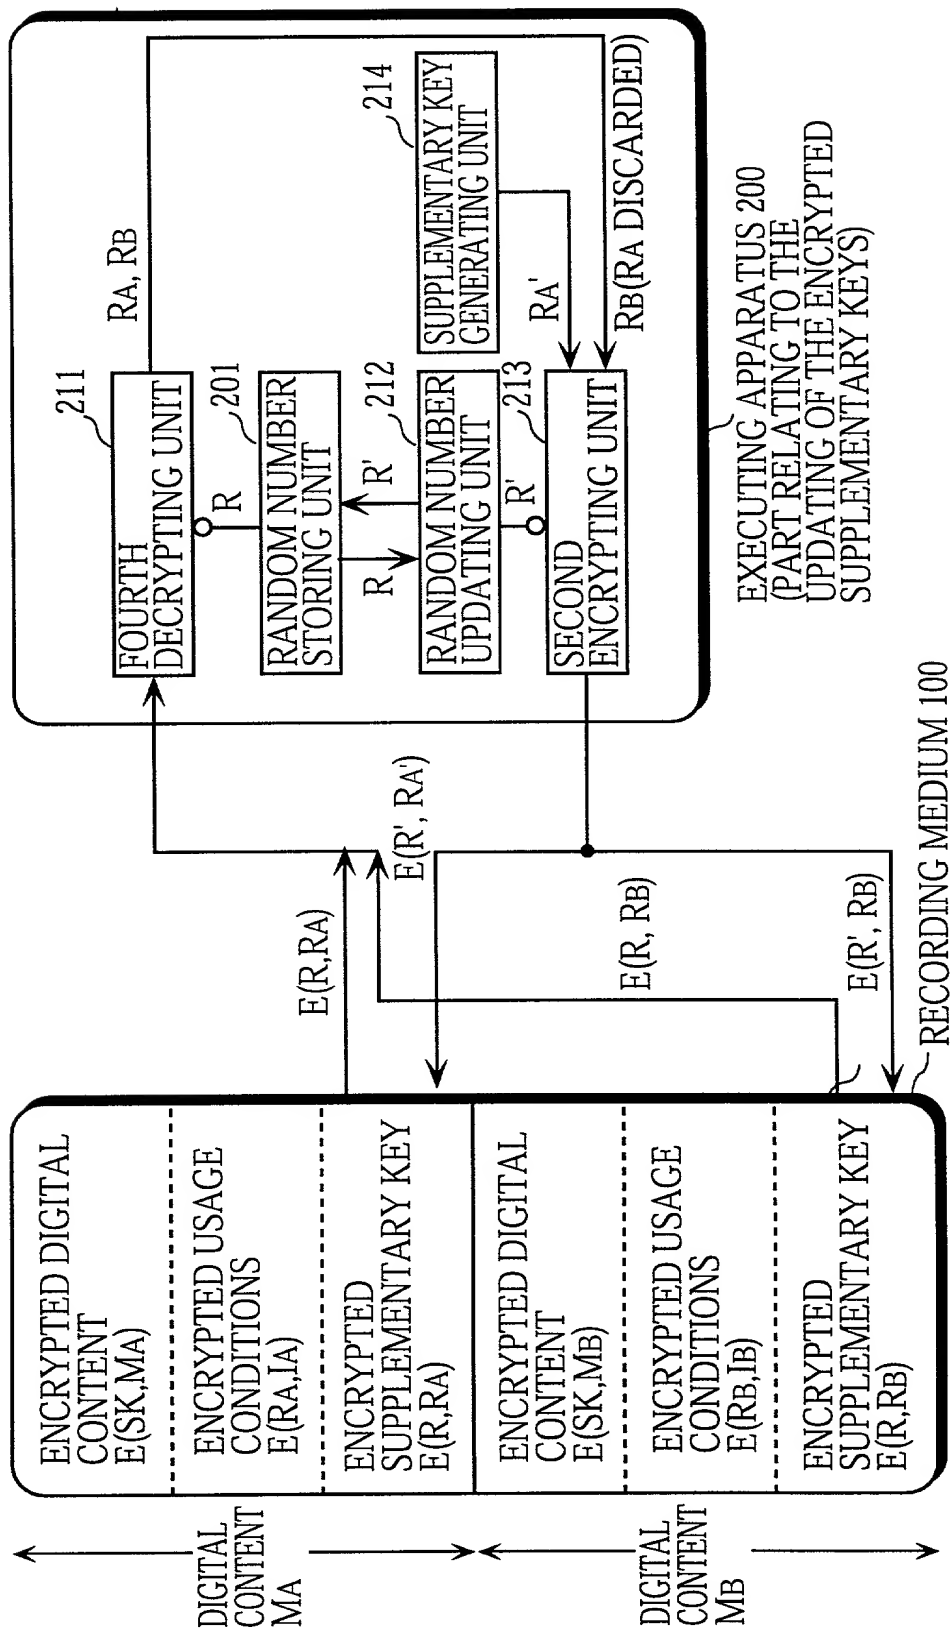 DIGITAL
CONTENT
MA
ENCRYPTED DIGITAL
CONTENT
E(SK,MA)
ENCRYPTED USAGE
CONDITIONS
E(RA,IA)
ENCRYPTED
SUPPLEMENTARY KEY
E(R,RA)
DIGITAL
CONTENT
MB
ENCRYPTED DIGITAL
CONTENT
E(SK,MB)
ENCRYPTED USAGE
CONDITIONS
E(RB,IB)
ENCRYPTED
SUPPLEMENTARY KEY
E(R,RB)
RECORDING MEDIUM 100
E(R,RA)
E(R', RA')
E(R, RB)
E(R', RB)
211
FOURTH
DECRYPTING UNIT
RA, RB
R
201
RANDOM NUMBER
STORING UNIT
R
R'
212
RANDOM NUMBER
UPDATING UNIT
R'
213
SECOND
ENCRYPTING UNIT
214
SUPPLEMENTARY KEY
GENERATING UNIT
RA'
RB(RA DISCARDED)
EXECUTING APPARATUS 200
(PART RELATING TO THE
UPDATING OF THE ENCRYPTED
SUPPLEMENTARY KEYS)